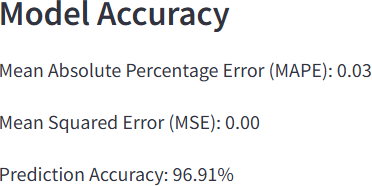 Model Accuracy
Mean Absolute Percentage Error (MAPE): 0.03
Mean Squared Error (MSE): 0.00
Prediction Accuracy: 96.91%